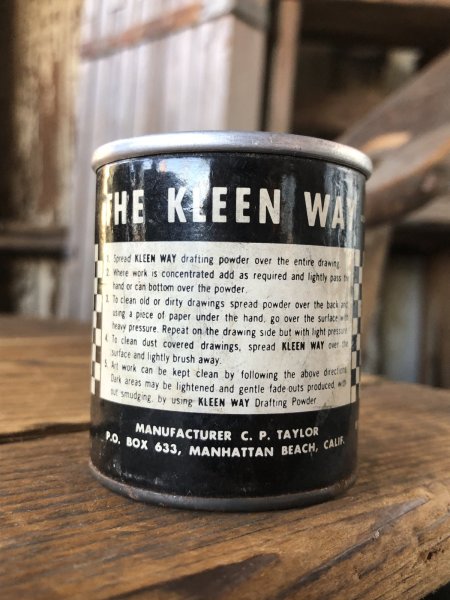 THE KLEEN WAY
1. Spread KLEEN WAY drafting powder over the entire drawing.
2. Where work is concentrated add as required and lightly pass the
hand or can bottom over the powder.
3. To clean old or dirty drawings spread powder over the back and
using a piece of paper under the hand, go over the surface with
heavy pressure. Repeat on the drawing side but with light pressure.
4. To clean dust covered drawings, spread KLEEN WAY over the
surface and lightly brush away.
5. Art work can be kept clean by following the above directions.
Dark areas may be lightened and gentle fade-outs produced, with-
out smudging, by using KLEEN WAY Drafting Powder
MANUFACTURER C. P. TAYLOR
P.O. BOX 633, MANHATTAN BEACH, CALIF.